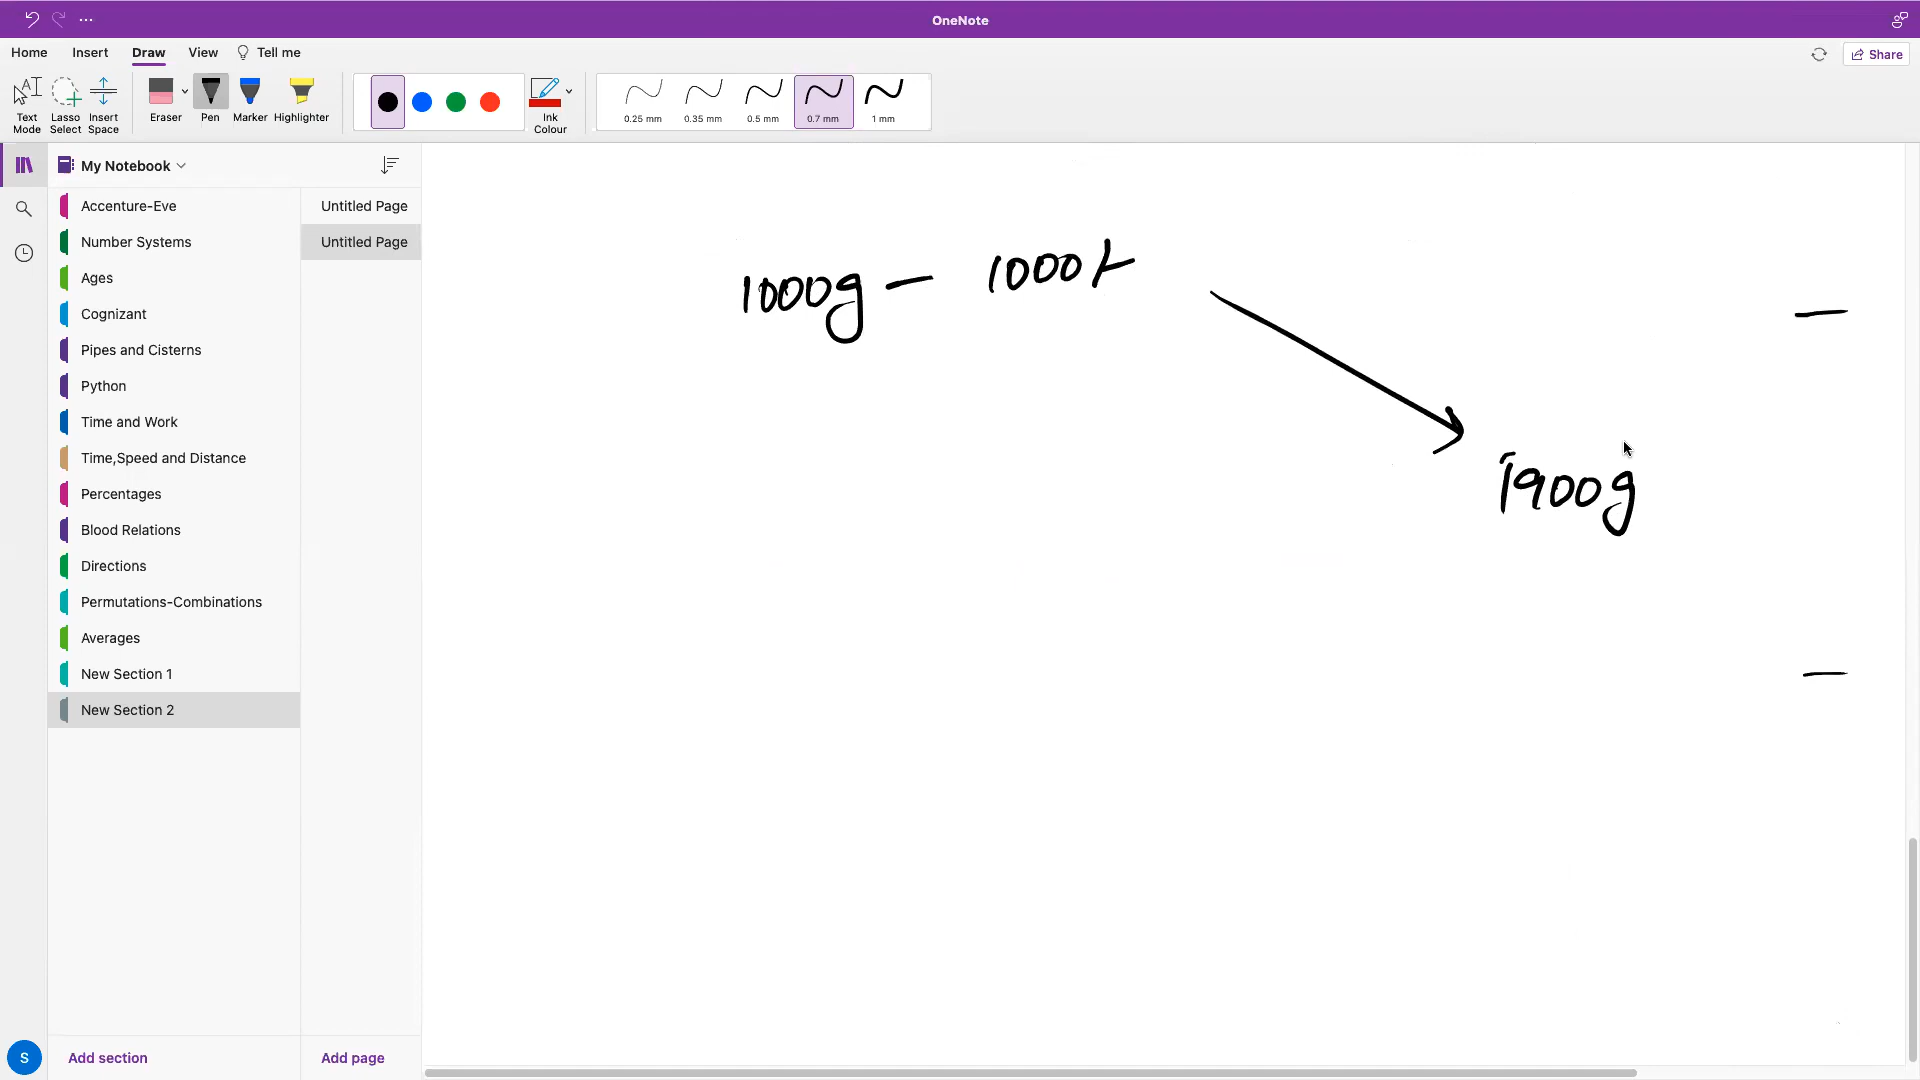 OneNote
Home Insert Draw View Tell me
Share
Text Mode
Lasso Select
Insert Space
Eraser
Pen
Marker
Highlighter
Ink Colour
0.25 mm
0.35 mm
0.5 mm
0.7 mm
1 mm
My Notebook
Accenture-Eve
Number Systems
Ages
Cognizant
Pipes and Cisterns
Python
Time and Work
Time,Speed and Distance
Percentages
Blood Relations
Directions
Permutations-Combinations
Averages
New Section 1
New Section 2
Untitled Page
Untitled Page
1000g — 1000
1900g
S
Add section
Add page